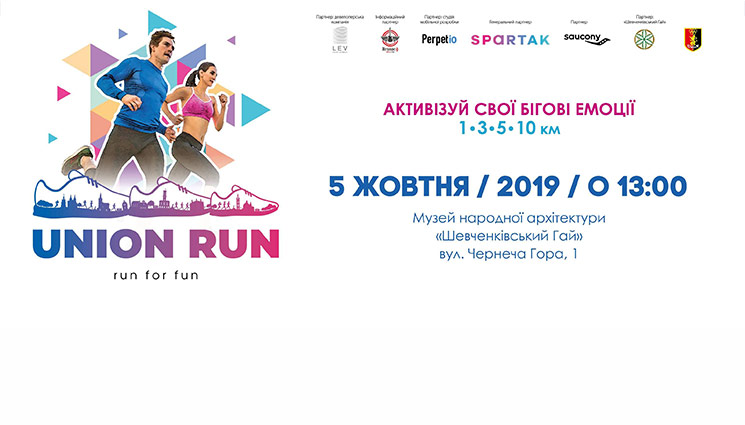 Партнер девелоперська
компанія
LEV
Інформаційний
партнер
Партнер студія
мобільної розробки
Perpetio
Генеральний партнер
SPARTAK
Партнер
saucony
Партнер
«Шевченківський Гай»
АКТИВІЗУЙ СВОЇ БІГОВІ ЕМОЦІЇ
1•3•5•10 км
5 ЖОВТНЯ / 2019 / О 13:00
Музей народної архітектури
«Шевченківський Гай»
вул. Чернеча Гора, 1
UNION RUN
run for fun